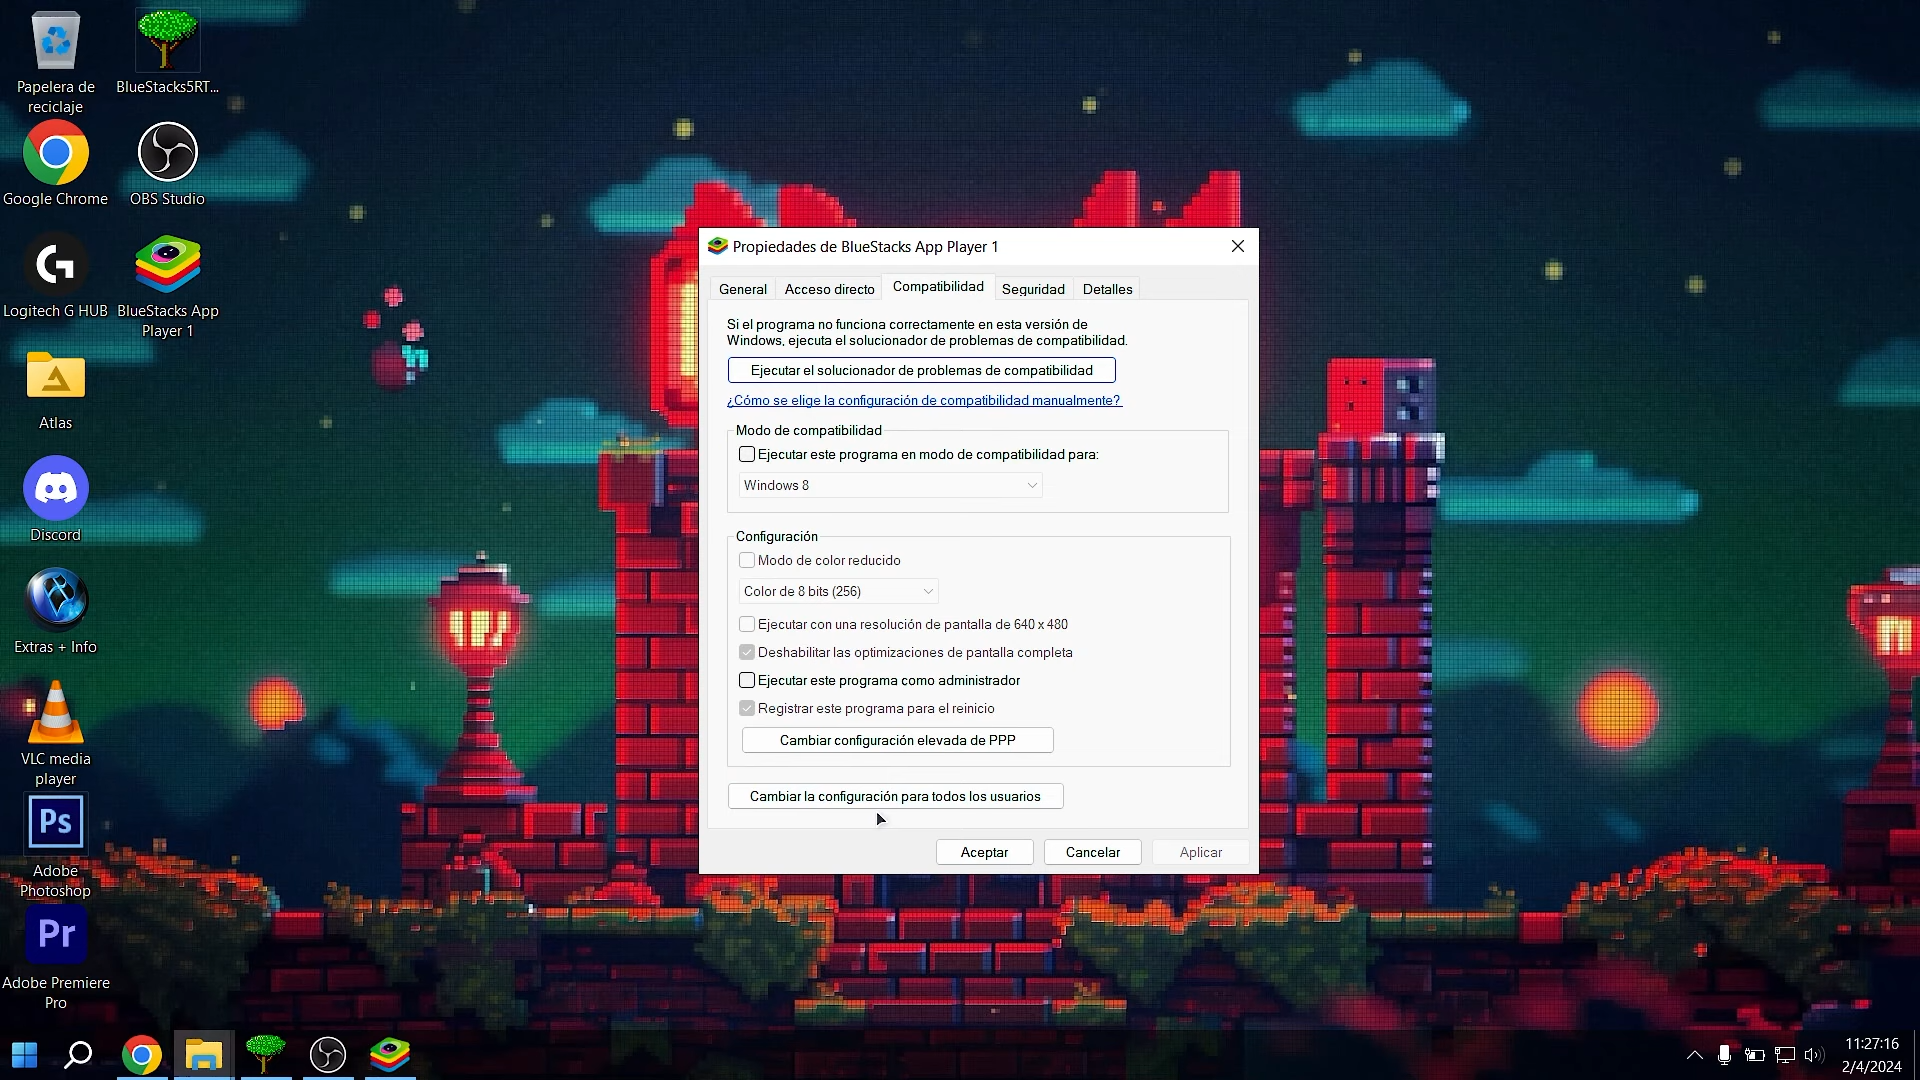 Papelera de
reciclaje
BlueStacks5RT...
Google Chrome
OBS Studio
Logitech G HUB
BlueStacks App
Player 1
Atlas
Discord
Extras + Info
VLC media
player
Ps
Adobe
Photoshop
Pr
Adobe Premiere
Pro
Propiedades de BlueStacks App Player 1
General
Acceso directo
Compatibilidad
Seguridad
Detalles
Si el programa no funciona correctamente en esta versión de
Windows, ejecuta el solucionador de problemas de compatibilidad.
Ejecutar el solucionador de problemas de compatibilidad
¿Cómo se elige la configuración de compatibilidad manualmente?
Modo de compatibilidad
Ejecutar este programa en modo de compatibilidad para:
Windows 8
Configuración
Modo de color reducido
Color de 8 bits (256)
Ejecutar con una resolución de pantalla de 640 x 480
Deshabilitar las optimizaciones de pantalla completa
Ejecutar este programa como administrador
Registrar este programa para el reinicio
Cambiar configuración elevada de PPP
Cambiar la configuración para todos los usuarios
Aceptar
Cancelar
Aplicar
11:27:16
2/4/2024